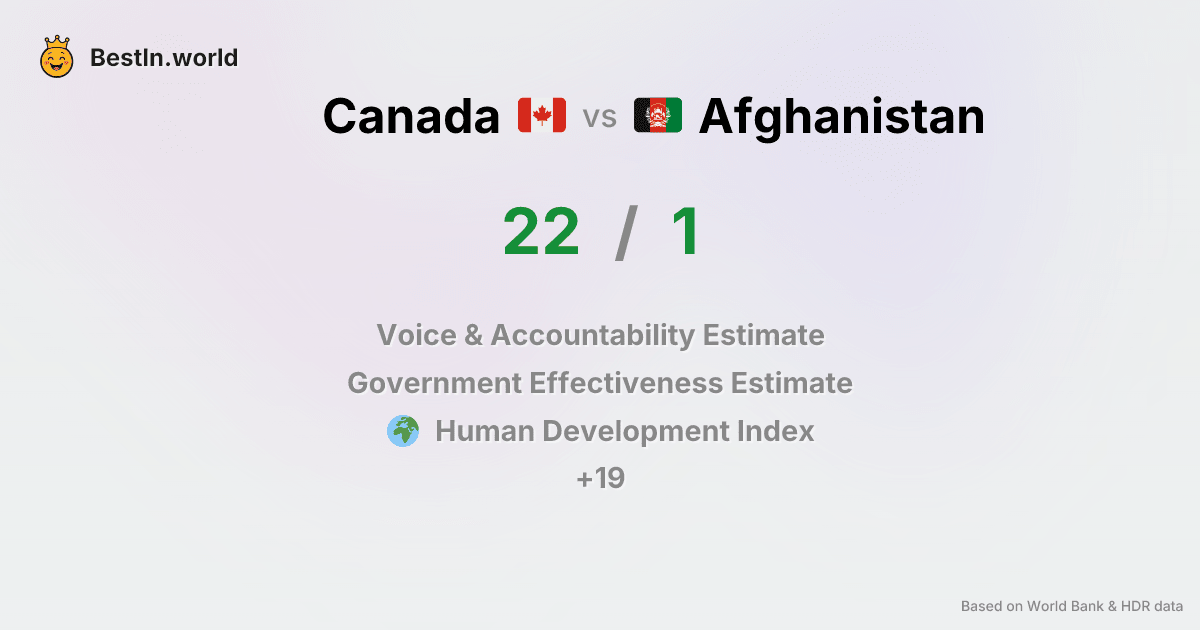 BestIn.world
Canada vs Afghanistan
22 / 1
Voice & Accountability Estimate
Government Effectiveness Estimate
Human Development Index
+19
Based on World Bank & HDR data